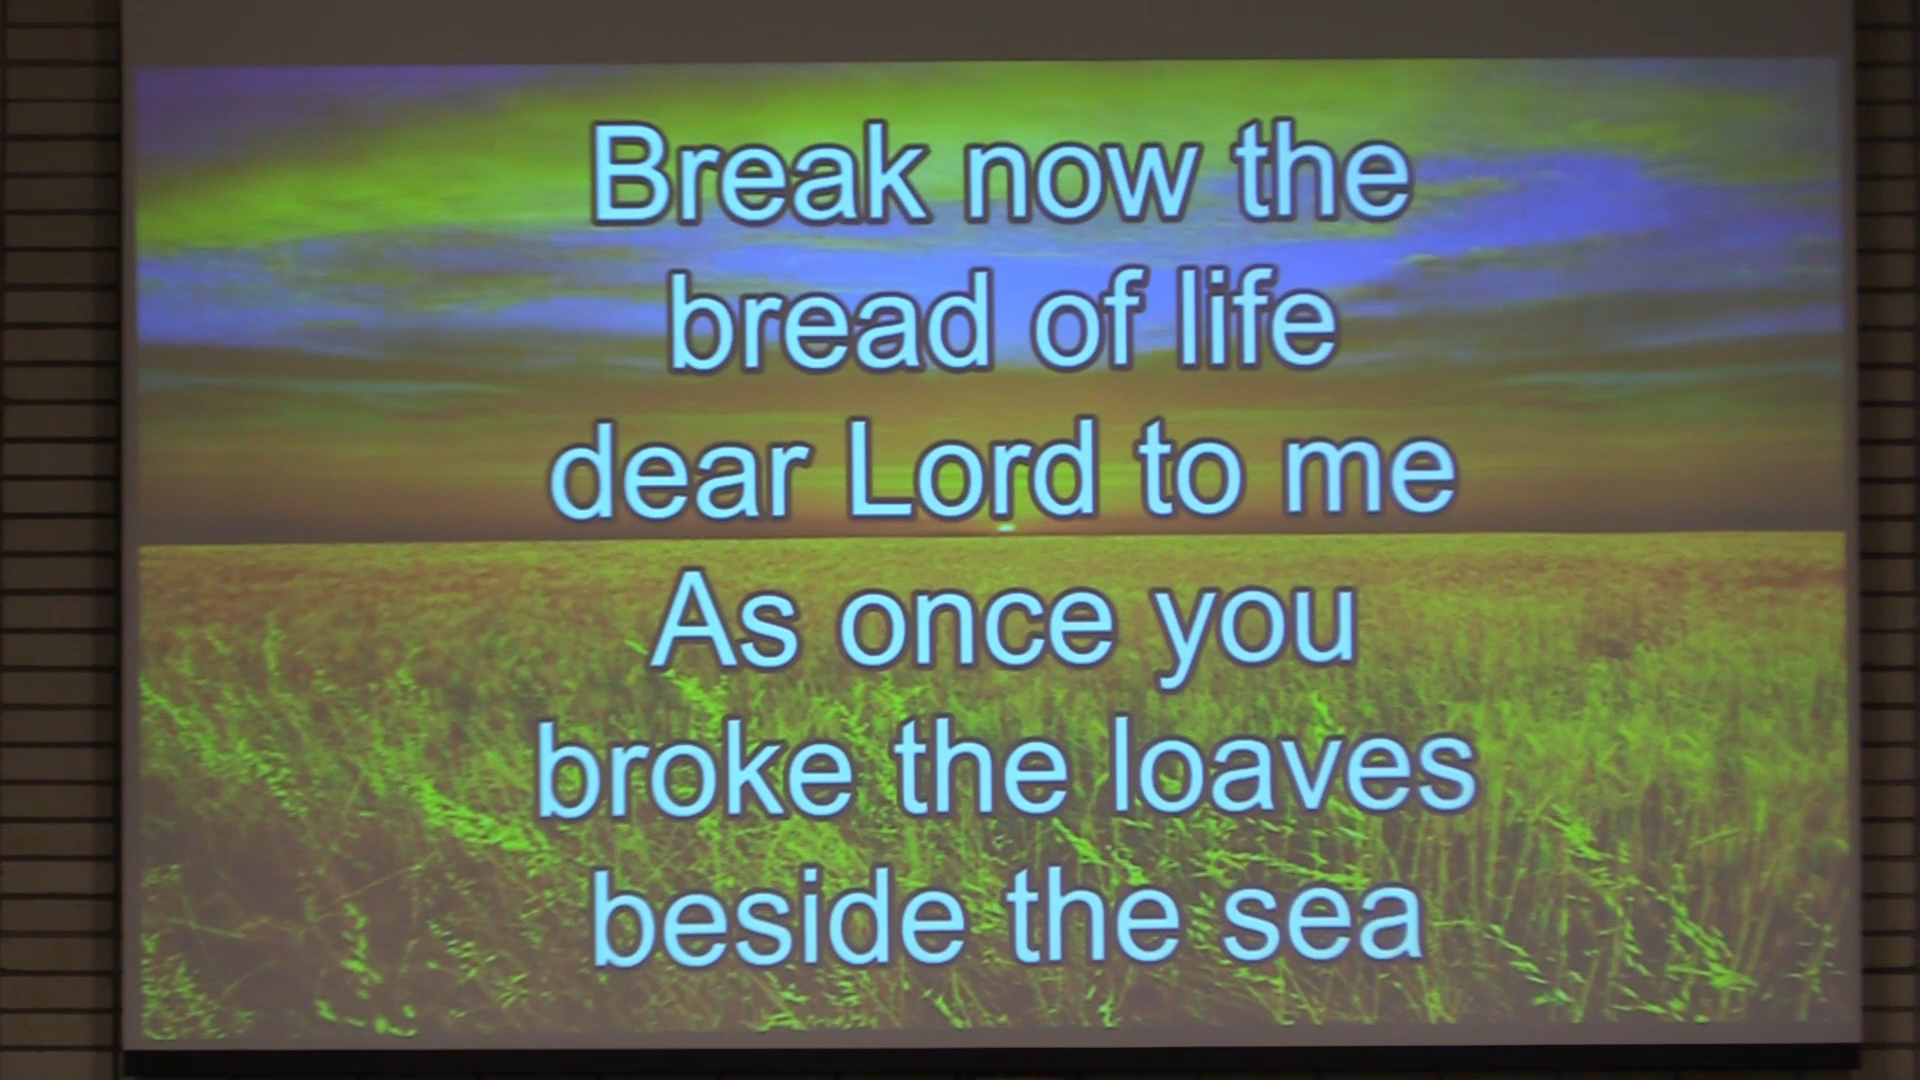 Break now the
bread of life
dear Lord to me
As once you
broke the loaves
beside the sea